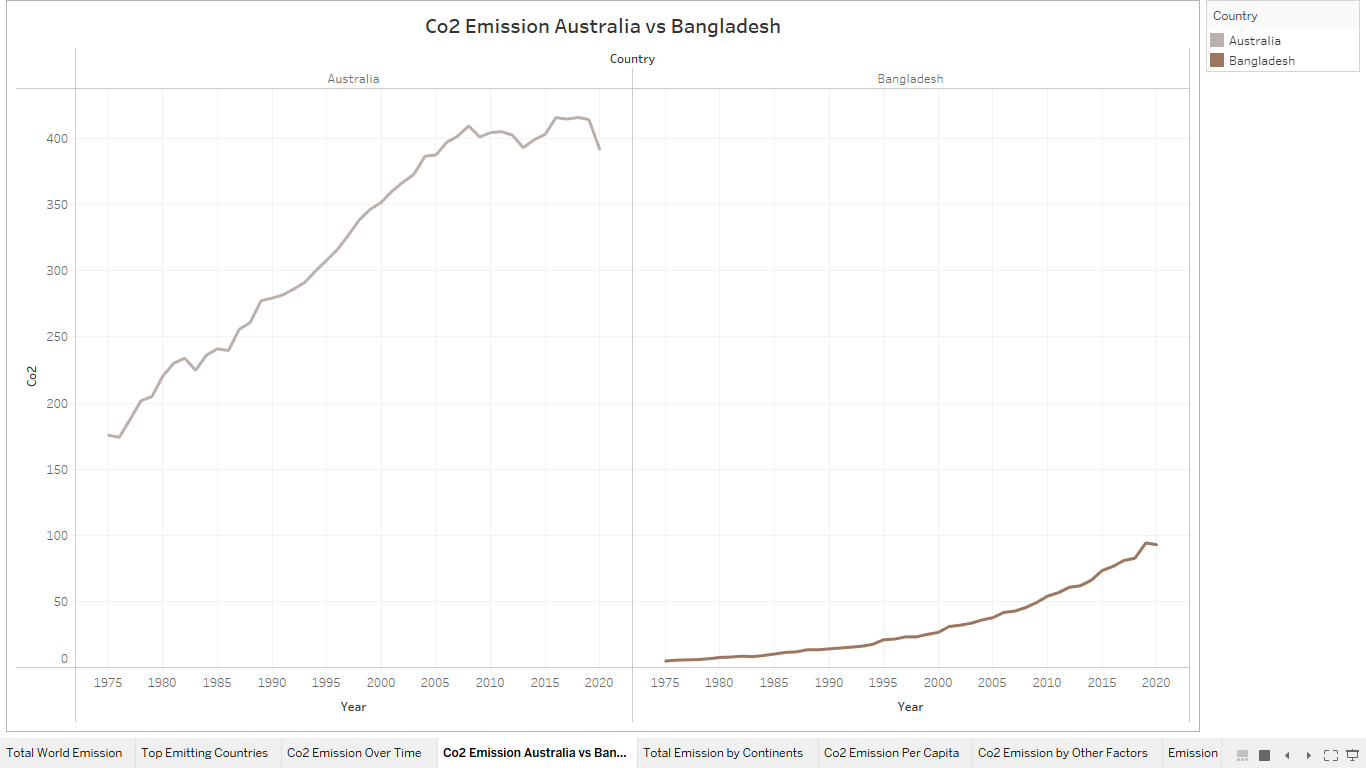 Co2 Emission Australia vs Bangladesh
Country
Australia
Bangladesh
Country
Australia Bangladesh
Co2
400
350
300
250
200
150
100
50
0
1975 1980 1985 1990 1995 2000 2005 2010 2015 2020 1975 1980 1985 1990 1995 2000 2005 2010 2015 2020
Year Year
Total World Emission Top Emitting Countries Co2 Emission Over Time Co2 Emission Australia vs Ban... Total Emission by Continents Co2 Emission Per Capita Co2 Emission by Other Factors Emission